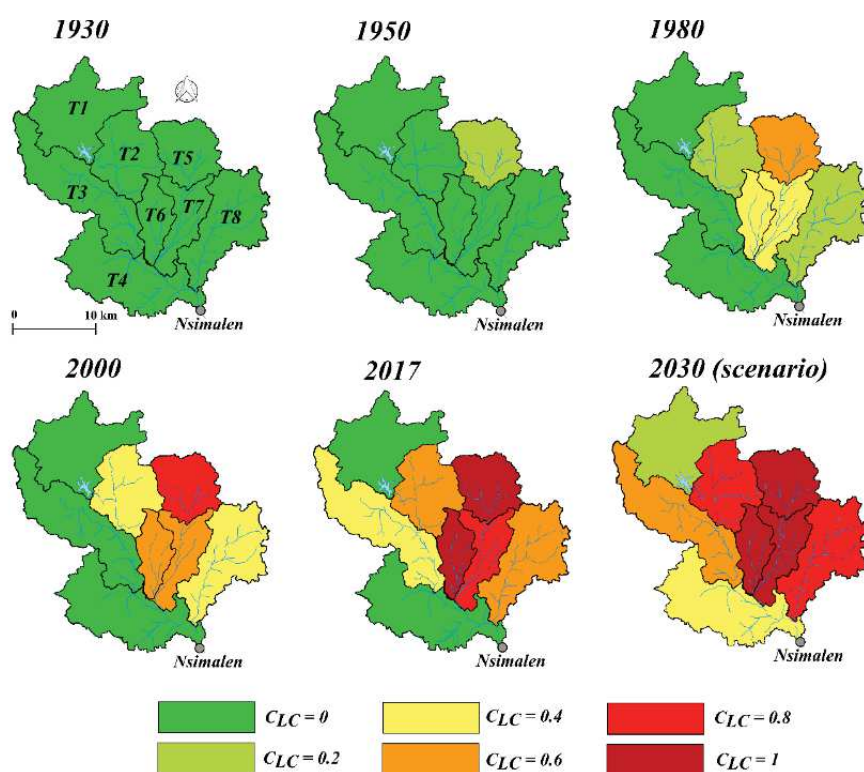 1930
1950
1980
T1
T2
T5
T3
T6
T7
T8
T4
0
10 km
Nsimalen
Nsimalen
Nsimalen
2000
2017
2030 (scenario)
Nsimalen
Nsimalen
Nsimalen
CLC = 0
CLC = 0.4
CLC = 0.8
CLC = 0.2
CLC = 0.6
CLC = 1